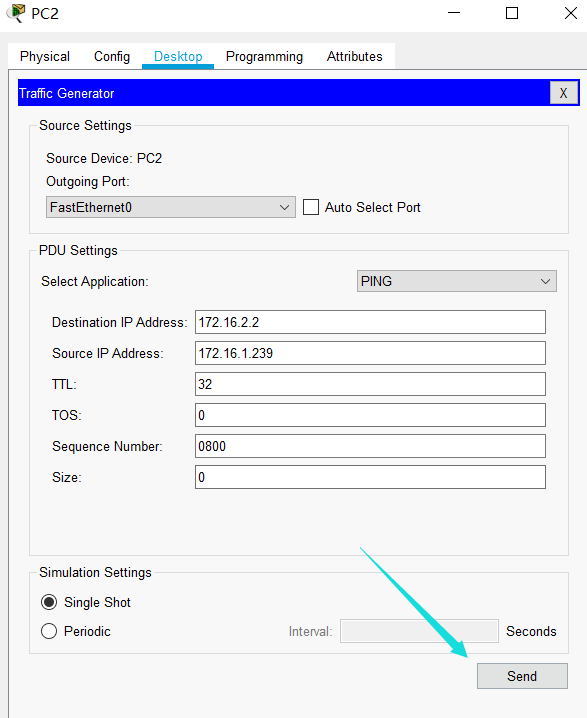 PC2
Physical Config Desktop Programming Attributes
Traffic Generator X
Source Settings
Source Device: PC2
Outgoing Port:
FastEthernet0 Auto Select Port
PDU Settings
Select Application: PING
Destination IP Address: 172.16.2.2
Source IP Address: 172.16.1.239
TTL: 32
TOS: 0
Sequence Number: 0800
Size: 0
Simulation Settings
Single Shot
Periodic Interval: Seconds
Send